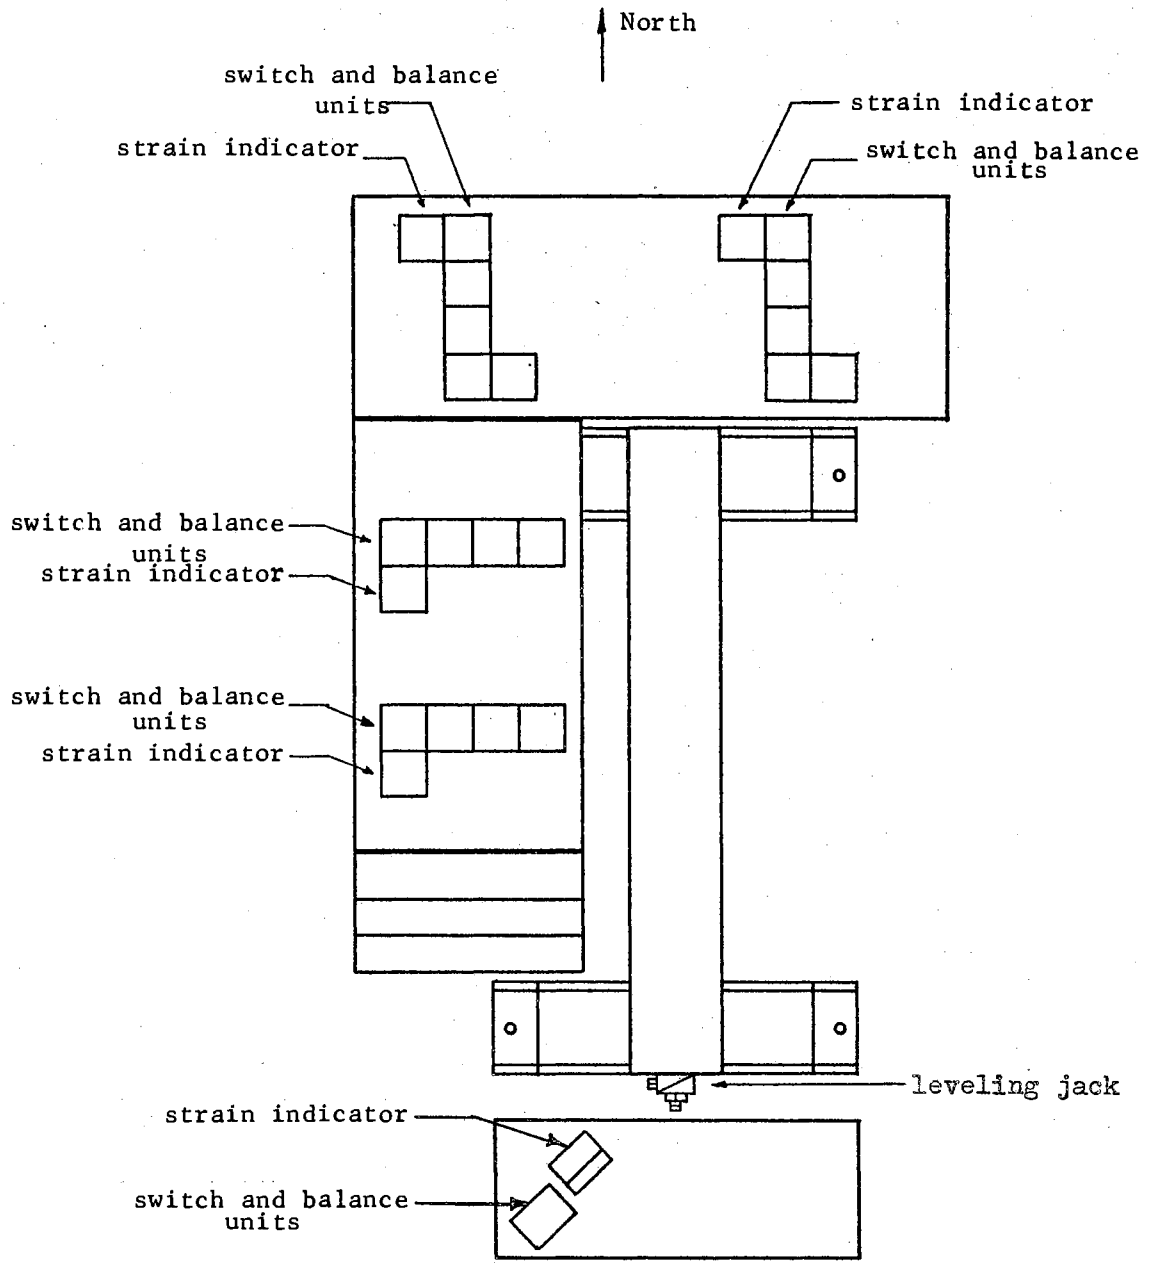 North
switch and balance
units
strain indicator
strain indicator
switch and balance
units
switch and balance
units
strain indicator
switch and balance
units
strain indicator
leveling jack
strain indicator
switch and balance
units